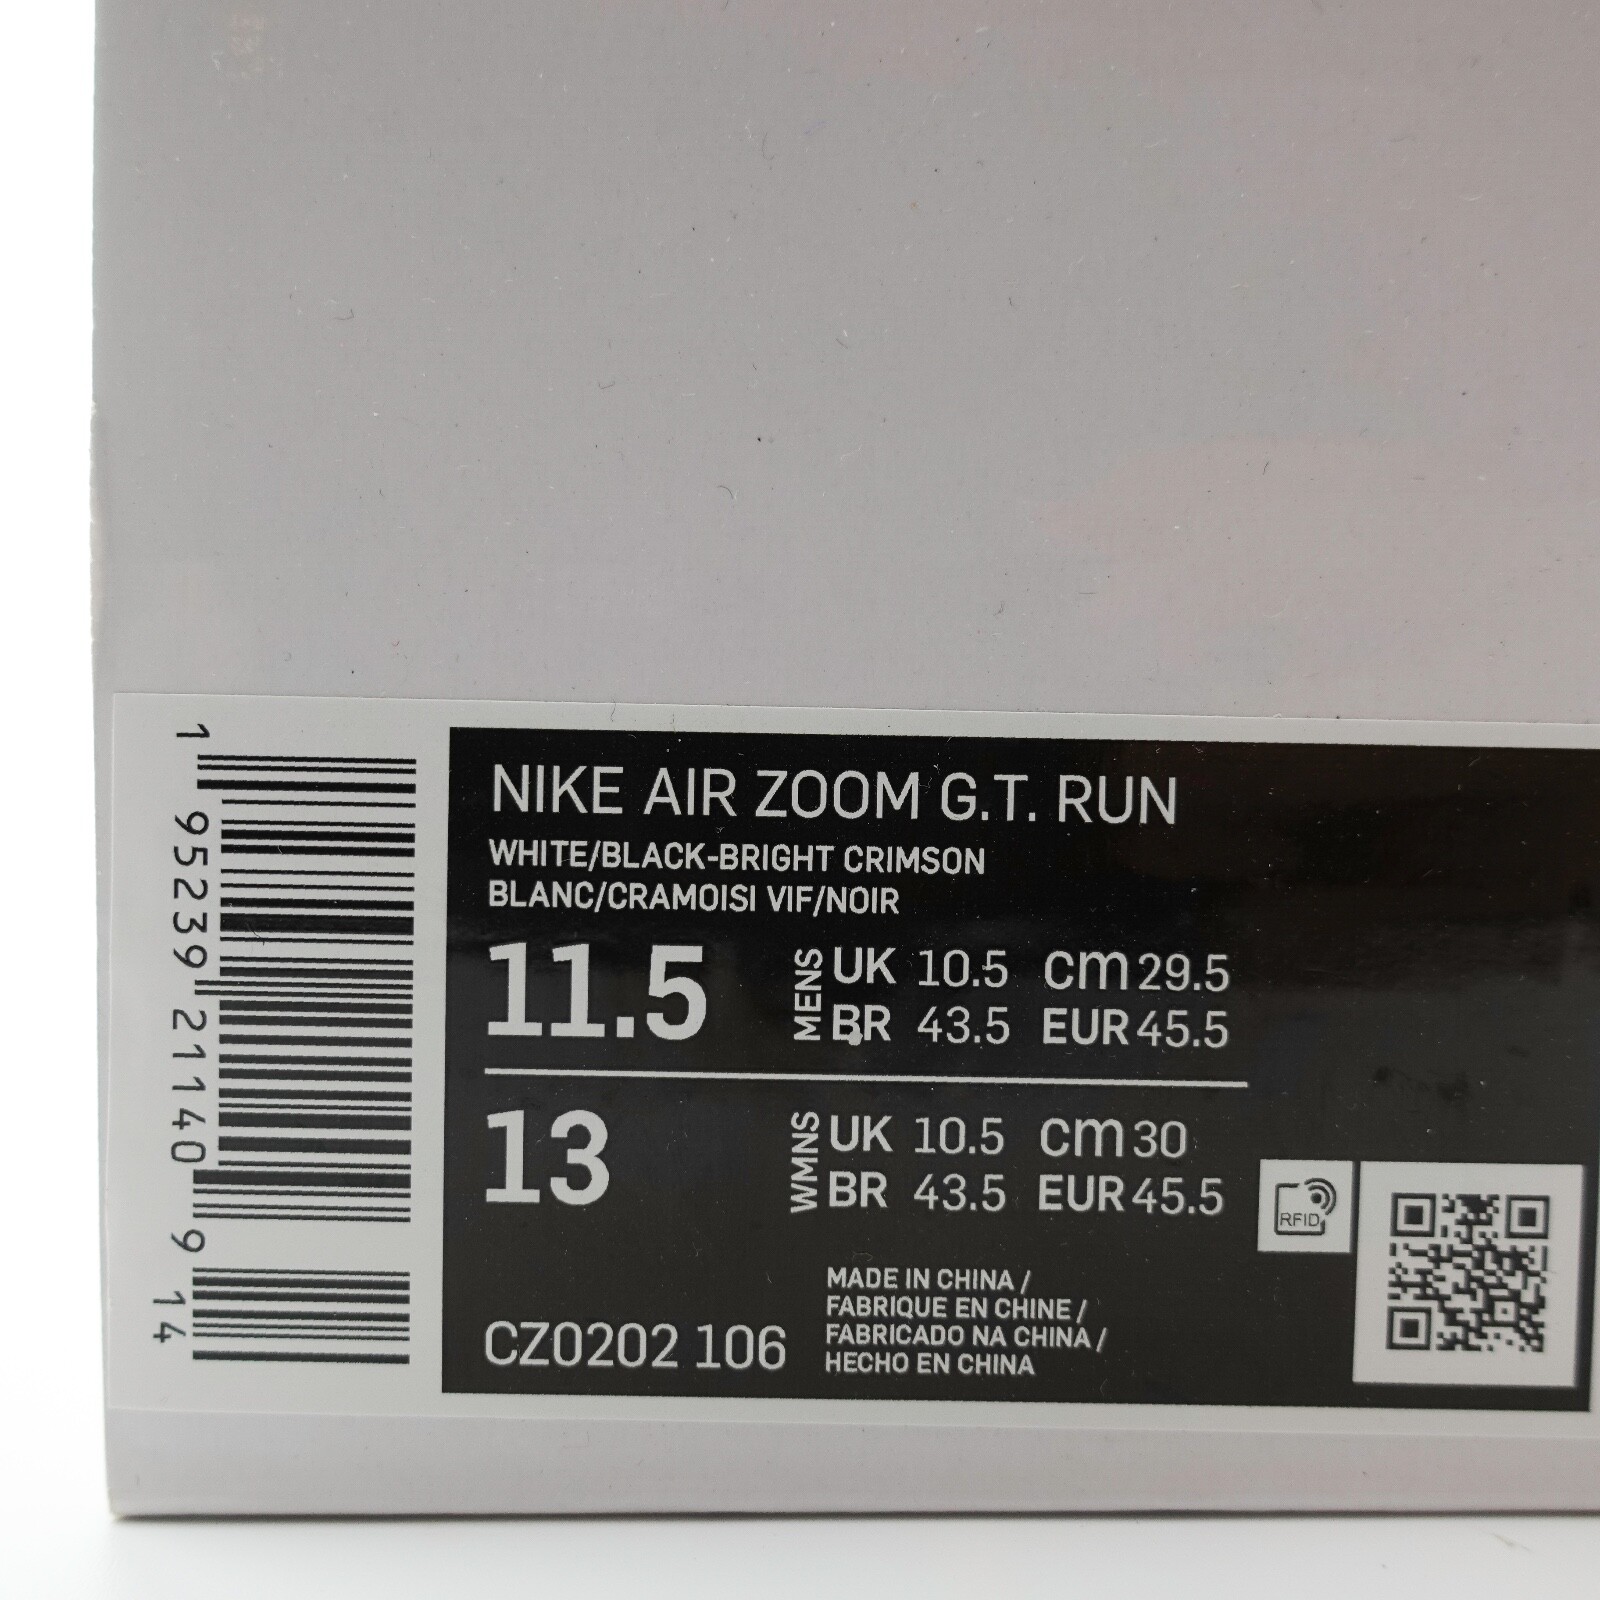 1 95239 21140 9 14
NIKE AIR ZOOM G.T. RUN
WHITE/BLACK-BRIGHT CRIMSON
BLANC/CRAMOISI VIF/NOIR
11.5 MENS UK 10.5 cm 29.5
BR 43.5 EUR 45.5
13 WMNS UK 10.5 cm 30
BR 43.5 EUR 45.5
RFID
CZ0202 106
MADE IN CHINA /
FABRIQUE EN CHINE /
FABRICADO NA CHINA /
HECHO EN CHINA